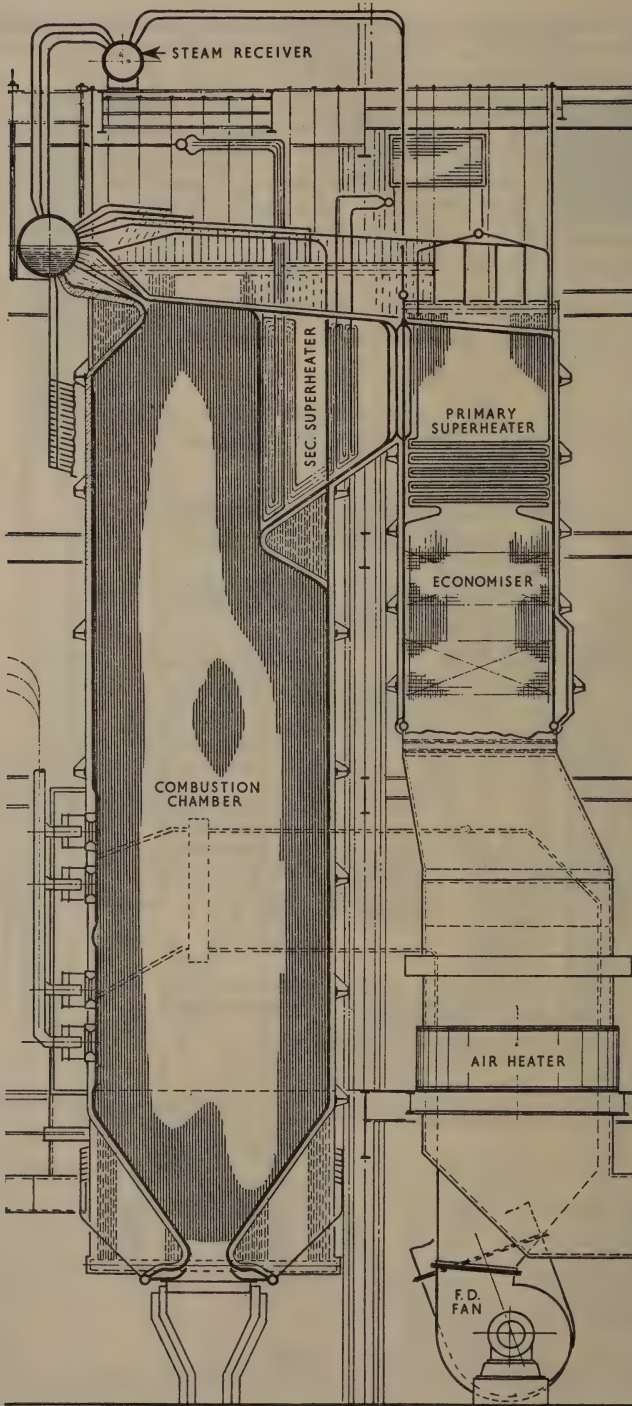 STEAM RECEIVER
SEC. SUPERHEATER
PRIMARY
SUPERHEATER
ECONOMISER
COMBUSTION
CHAMBER
AIR HEATER
F.D.
FAN